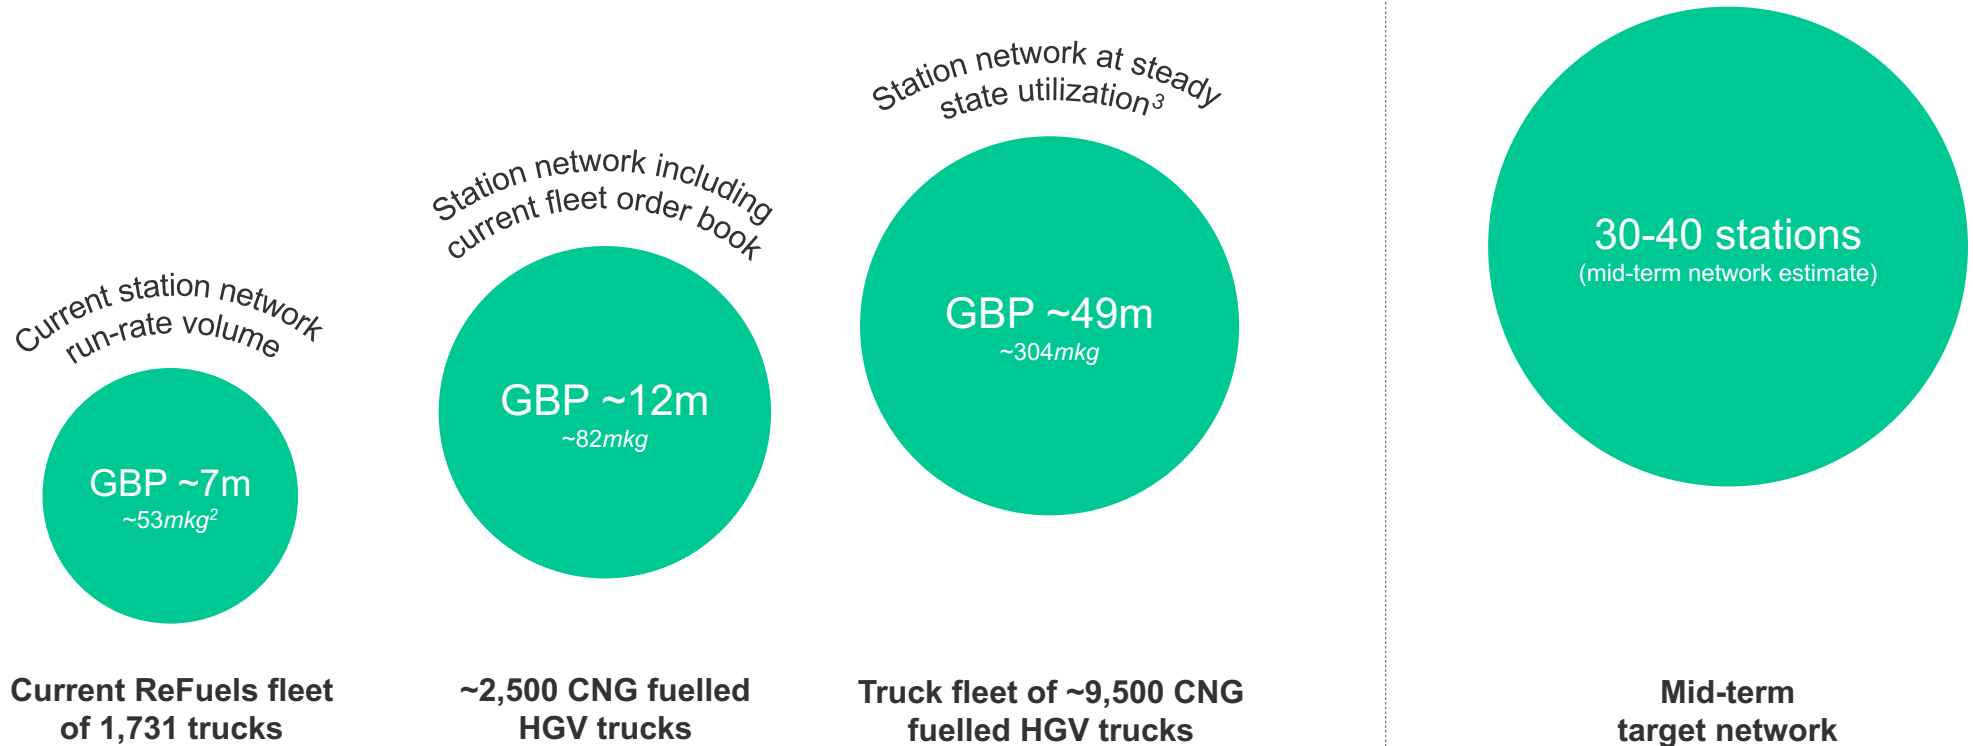 Current station network
run-rate volume
GBP ~7m
~53mkg²
Current ReFuels fleet
of 1,731 trucks
Station network including
current fleet order book
GBP ~12m
~82mkg
~2,500 CNG fuelled
HGV trucks
Station network at steady
state utilization³
GBP ~49m
~304mkg
Truck fleet of ~9,500 CNG
fuelled HGV trucks
30-40 stations
(mid-term network estimate)
Mid-term
target network